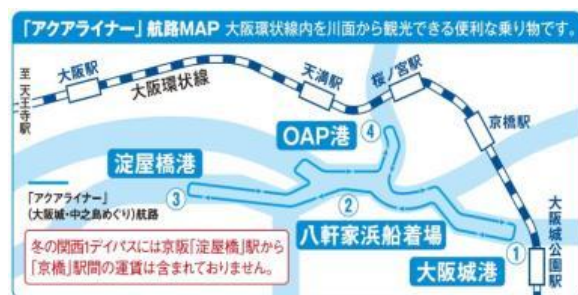 「アクアライナー」航路MAP 大阪環状線内を川面から観光できる便利な乗り物です。
至 天王寺駅
大阪駅
大阪環状線
天満駅
桜ノ宮駅
京橋駅
OAP港
④
淀屋橋港
③
②
八軒家浜船着場
①
大阪城港
大阪城公園駅
「アクアライナー」
(大阪城・中之島めぐり)航路
冬の関西1デイパスには京阪「淀屋橋」駅から
「京橋」駅間の運賃は含まれておりません。